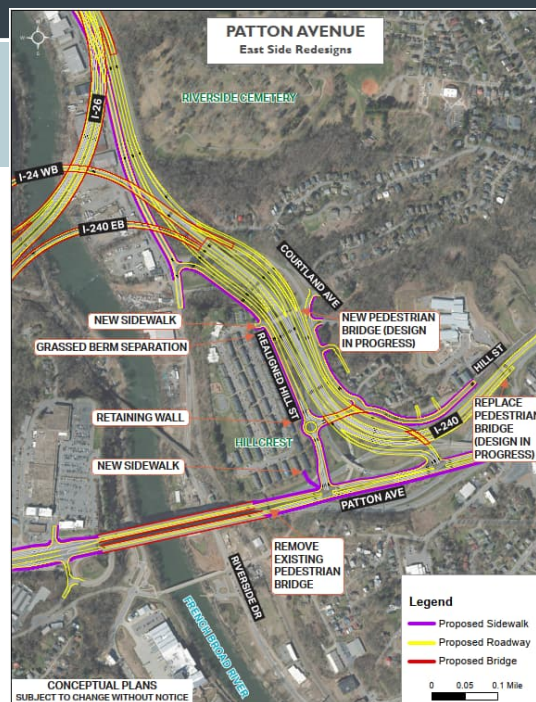 PATTON AVENUE
East Side Redesigns
RIVERSIDE CEMETERY
I-26
I-24 WB
I-240 EB
COURTLAND AVE
NEW SIDEWALK
NEW PEDESTRIAN
BRIDGE (DESIGN
IN PROGRESS)
GRASSED BERM SEPARATION
REALIGNED HILL ST
HILL ST
RETAINING WALL
I-240
REPLACE
PEDESTRIAN
BRIDGE
(DESIGN IN
PROGRESS)
HILLCREST
NEW SIDEWALK
PATTON AVE
REMOVE
EXISTING
PEDESTRIAN
BRIDGE
RIVERSIDE DR
FRENCH BROAD RIVER
Legend
Proposed Sidewalk
Proposed Roadway
Proposed Bridge
0 0.05 0.1 Mile
CONCEPTUAL PLANS
SUBJECT TO CHANGE WITHOUT NOTICE